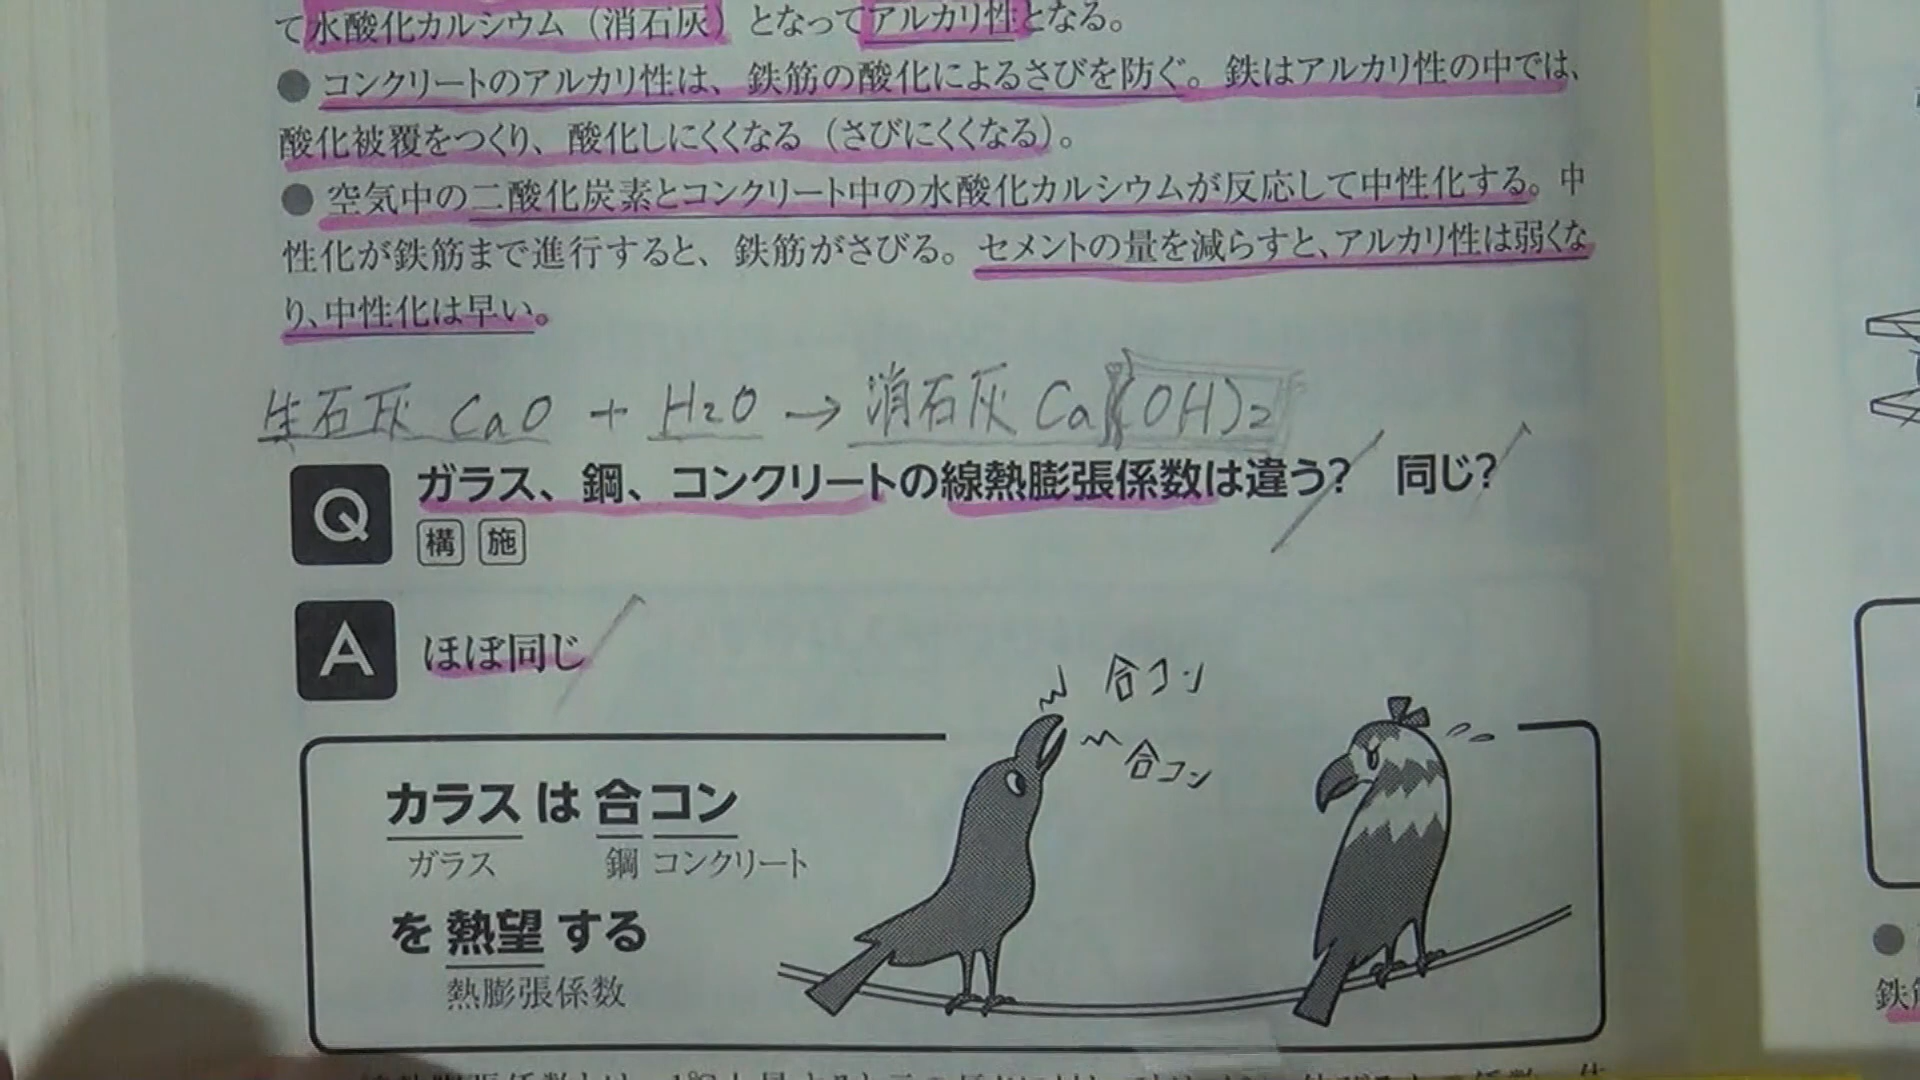 て水酸化カルシウム（消石灰）となってアルカリ性となる。
● コンクリートのアルカリ性は、鉄筋の酸化によるさびを防ぐ。鉄はアルカリ性の中では、
酸化被覆をつくり、酸化しにくくなる（さびにくくなる）。
● 空気中の二酸化炭素とコンクリート中の水酸化カルシウムが反応して中性化する。中
性化が鉄筋まで進行すると、鉄筋がさびる。セメントの量を減らすと、アルカリ性は弱くな
り、中性化は早い。
生石灰 CaO + H2O → 消石灰 Ca(OH)2
Q ガラス、鋼、コンクリートの線熱膨張係数は違う？ 同じ？
構 施
A ほぼ同じ
合コン
合コン
カラス は 合コン
ガラス 鋼 コンクリート
を 熱望 する
熱膨張係数
鉄